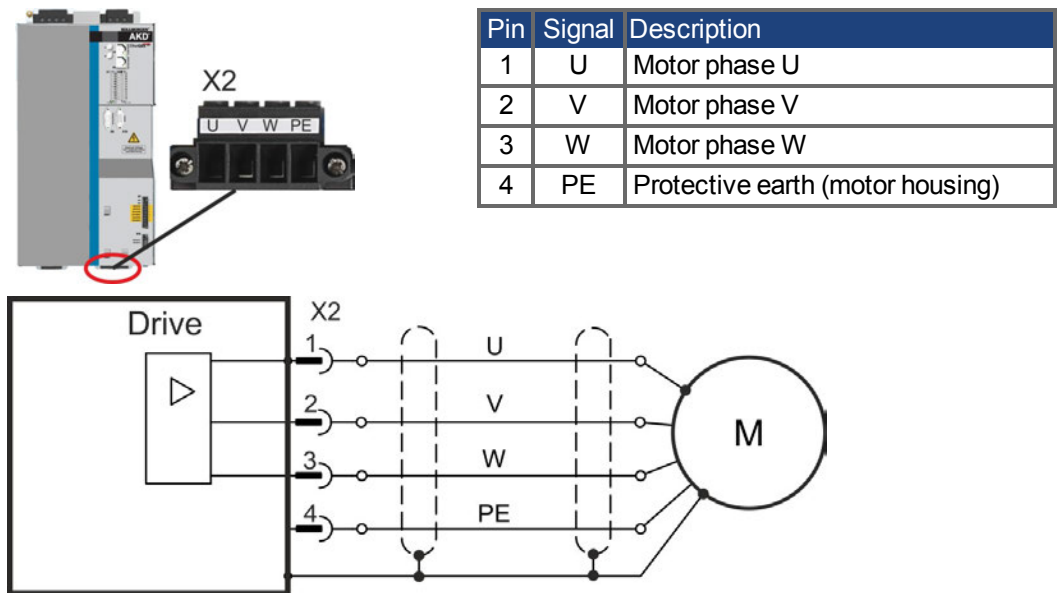 AKD
X2
U V W PE
Pin Signal Description
1 U Motor phase U
2 V Motor phase V
3 W Motor phase W
4 PE Protective earth (motor housing)
Drive
X2
1
U
2
V
3
W
4
PE
M